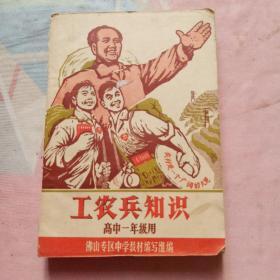 工农兵知识
高中一年级用
佛山专区中学教材编写组编